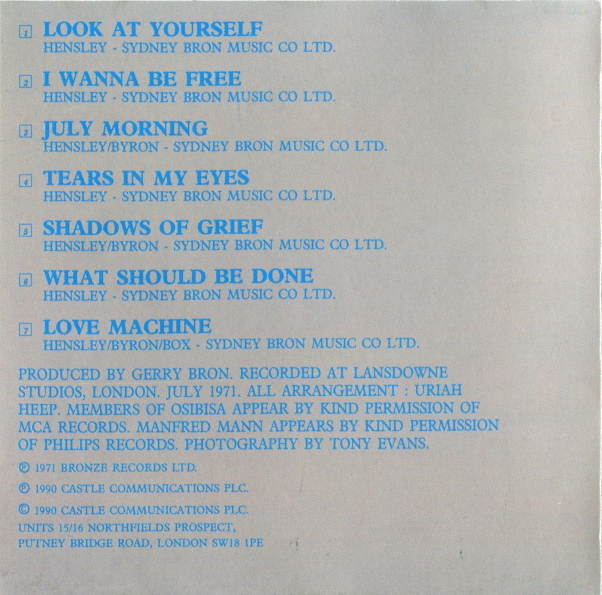 1 LOOK AT YOURSELF
HENSLEY - SYDNEY BRON MUSIC CO LTD.
2 I WANNA BE FREE
HENSLEY - SYDNEY BRON MUSIC CO LTD.
3 JULY MORNING
HENSLEY/BYRON - SYDNEY BRON MUSIC CO LTD.
4 TEARS IN MY EYES
HENSLEY - SYDNEY BRON MUSIC CO LTD.
5 SHADOWS OF GRIEF
HENSLEY/BYRON - SYDNEY BRON MUSIC CO LTD.
6 WHAT SHOULD BE DONE
HENSLEY - SYDNEY BRON MUSIC CO LTD.
7 LOVE MACHINE
HENSLEY/BYRON/BOX - SYDNEY BRON MUSIC CO LTD.
PRODUCED BY GERRY BRON. RECORDED AT LANSDOWNE
STUDIOS, LONDON. JULY 1971. ALL ARRANGEMENT : URIAH
HEEP. MEMBERS OF OSIBISA APPEAR BY KIND PERMISSION OF
MCA RECORDS. MANFRED MANN APPEARS BY KIND PERMISSION
OF PHILIPS RECORDS. PHOTOGRAPHY BY TONY EVANS.
℗ 1971 BRONZE RECORDS LTD.
℗ 1990 CASTLE COMMUNICATIONS PLC.
© 1990 CASTLE COMMUNICATIONS PLC.
UNITS 15/16 NORTHFIELDS PROSPECT,
PUTNEY BRIDGE ROAD, LONDON SW18 1PE